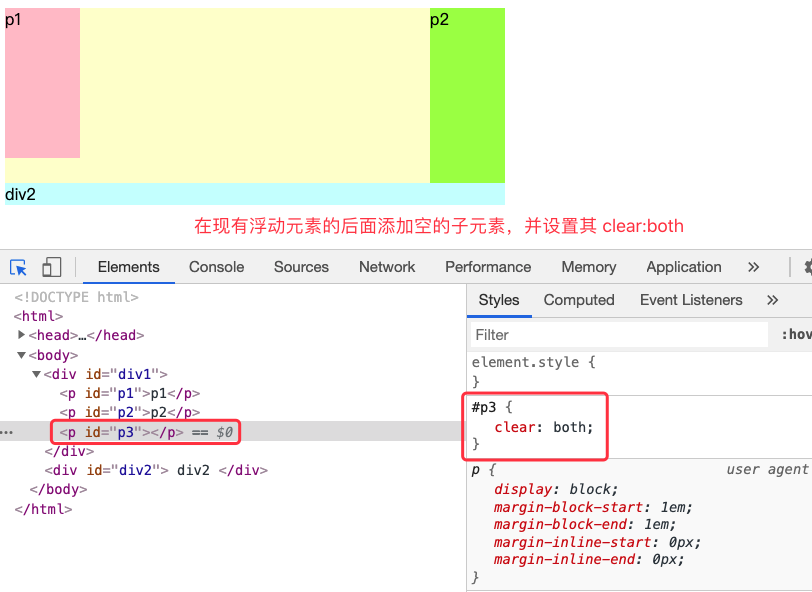 p1 p2
div2
在现有浮动元素的后面添加空的子元素，并设置其 clear:both
Elements Console Sources Network Performance Memory Application »
<!DOCTYPE html>
<html>
▶<head>…</head>
▼<body>
▼<div id="div1">
<p id="p1">p1</p>
<p id="p2">p2</p>
<p id="p3"></p> == $0
</div>
<div id="div2"> div2 </div>
</body>
</html>
Styles Computed Event Listeners »
Filter :hov
element.style {
}
#p3 {
clear: both;
}
p { user agent
display: block;
margin-block-start: 1em;
margin-block-end: 1em;
margin-inline-start: 0px;
margin-inline-end: 0px;
}